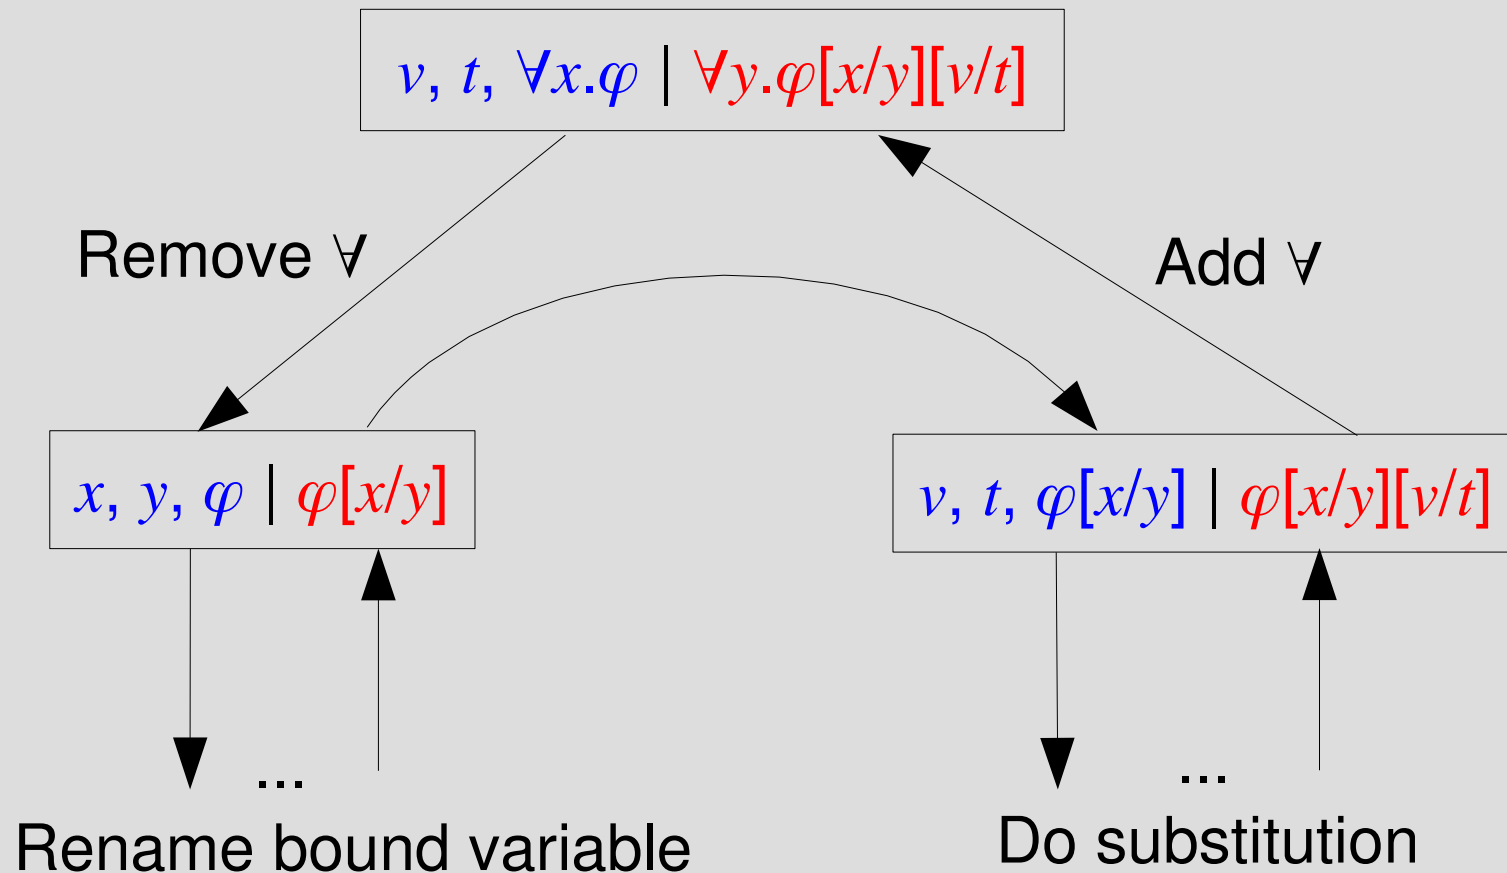 v, t, ∀x.φ | ∀y.φ[x/y][v/t]
Remove ∀
Add ∀
x, y, φ | φ[x/y]
v, t, φ[x/y] | φ[x/y][v/t]
...
...
Rename bound variable
Do substitution